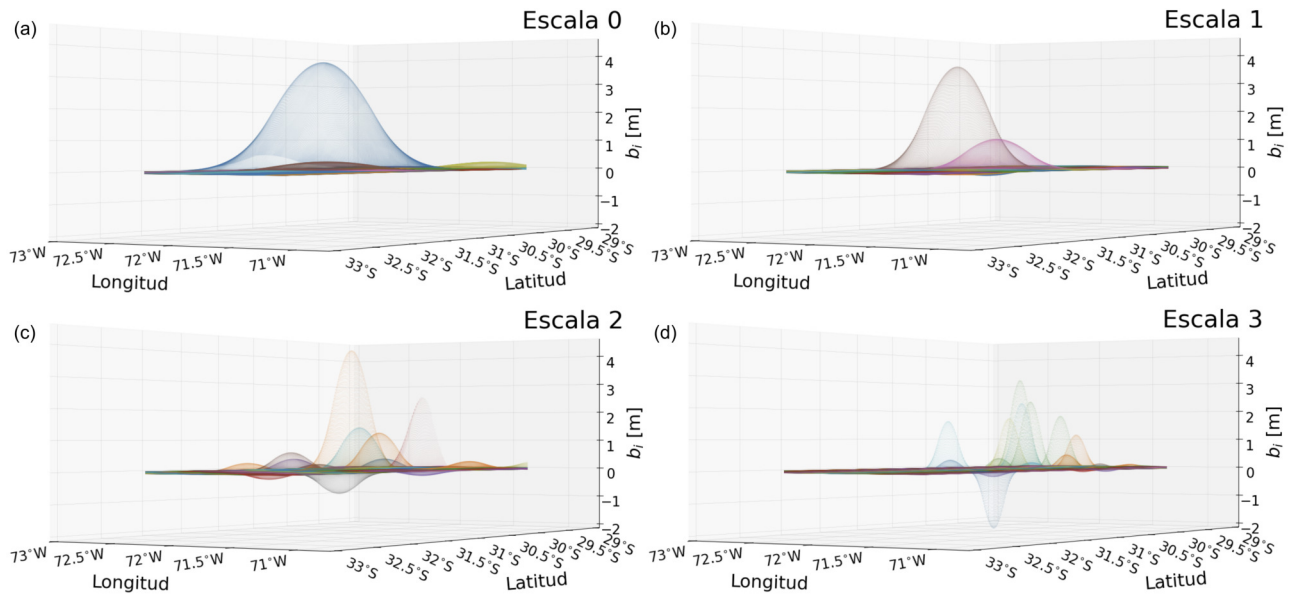 (a)
Escala 0
4
3
2
1
0
−1
−2
b_i [m]
73°W
72.5°W
72°W
71.5°W
71°W
Longitud
33°S
32.5°S
32°S
31.5°S
31°S
30.5°S
30°S
29.5°S
29°S
Latitud
(b)
Escala 1
4
3
2
1
0
−1
−2
b_i [m]
73°W
72.5°W
72°W
71.5°W
71°W
Longitud
33°S
32.5°S
32°S
31.5°S
31°S
30.5°S
30°S
29.5°S
29°S
Latitud
(c)
Escala 2
4
3
2
1
0
−1
−2
b_i [m]
73°W
72.5°W
72°W
71.5°W
71°W
Longitud
33°S
32.5°S
32°S
31.5°S
31°S
30.5°S
30°S
29.5°S
29°S
Latitud
(d)
Escala 3
4
3
2
1
0
−1
−2
b_i [m]
73°W
72.5°W
72°W
71.5°W
71°W
Longitud
33°S
32.5°S
32°S
31.5°S
31°S
30.5°S
30°S
29.5°S
29°S
Latitud